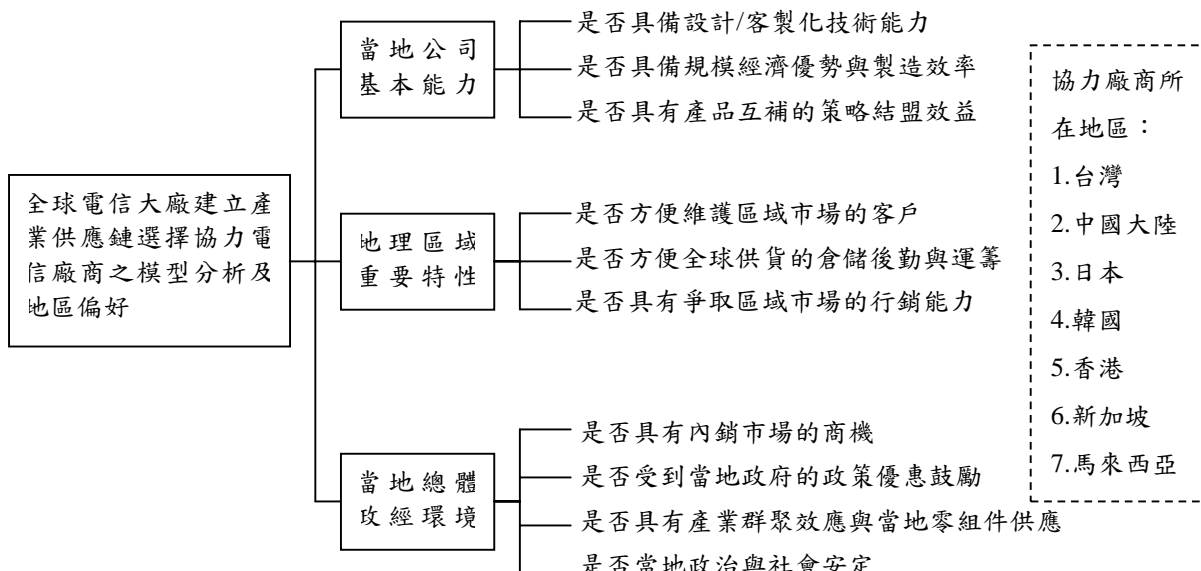 全球電信大廠建立產
業供應鏈選擇協力電
信廠商之模型分析及
地區偏好
當地公司
基本能力
是否具備設計/客製化技術能力
是否具備規模經濟優勢與製造效率
是否具有產品互補的策略結盟效益
地理區域
重要特性
是否方便維護區域市場的客戶
是否方便全球供貨的倉儲後勤與運籌
是否具有爭取區域市場的行銷能力
當地總體
政經環境
是否具有內銷市場的商機
是否受到當地政府的政策優惠鼓勵
是否具有產業群聚效應與當地零組件供應
是否當地政治與社會安定
協力廠商所
在地區：
1.台灣
2.中國大陸
3.日本
4.韓國
5.香港
6.新加坡
7.馬來西亞